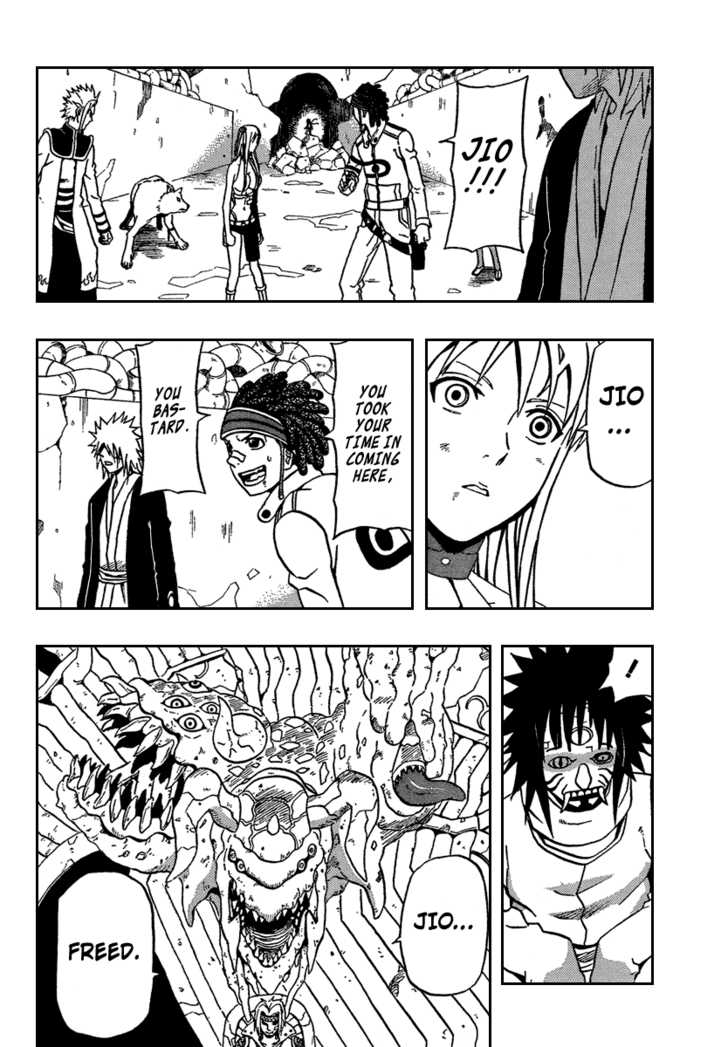 JIO
!!!
JIO
...
YOU
TOOK
YOUR
TIME IN
COMING
HERE,
YOU
BAS-
TARD.
!
JIO...
FREED.